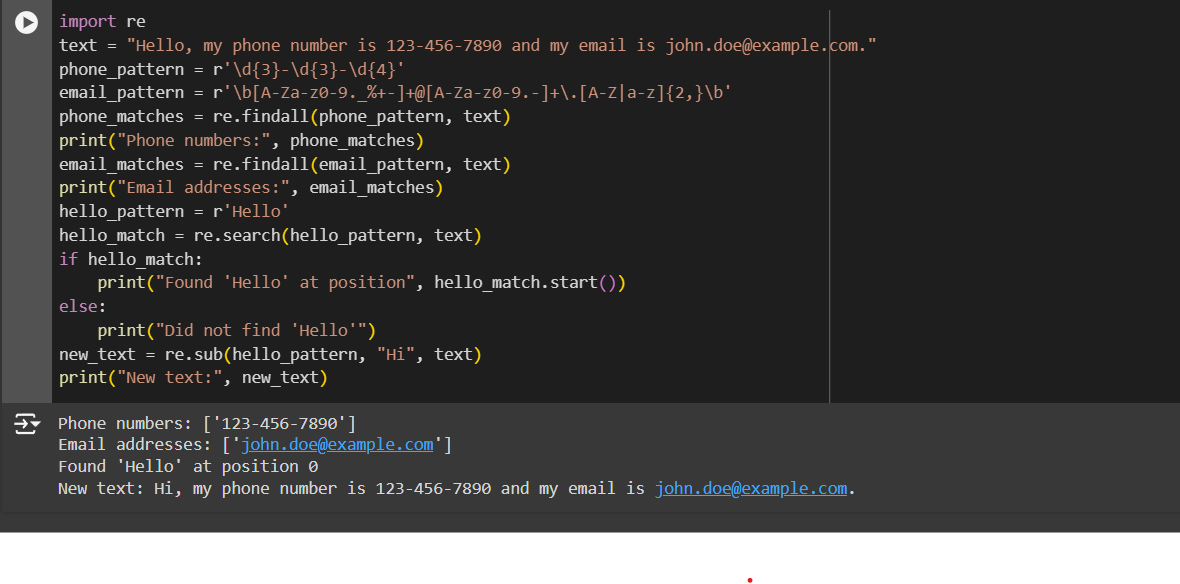 import re
text = "Hello, my phone number is 123-456-7890 and my email is john.doe@example.com."
phone_pattern = r'\d{3}-\d{3}-\d{4}'
email_pattern = r'\b[A-Za-z0-9._%+-]+@[A-Za-z0-9.-]+\.[A-Z|a-z]{2,}\b'
phone_matches = re.findall(phone_pattern, text)
print("Phone numbers:", phone_matches)
email_matches = re.findall(email_pattern, text)
print("Email addresses:", email_matches)
hello_pattern = r'Hello'
hello_match = re.search(hello_pattern, text)
if hello_match:
    print("Found 'Hello' at position", hello_match.start())
else:
    print("Did not find 'Hello'")
new_text = re.sub(hello_pattern, "Hi", text)
print("New text:", new_text)
Phone numbers: ['123-456-7890']
Email addresses: ['john.doe@example.com']
Found 'Hello' at position 0
New text: Hi, my phone number is 123-456-7890 and my email is john.doe@example.com.